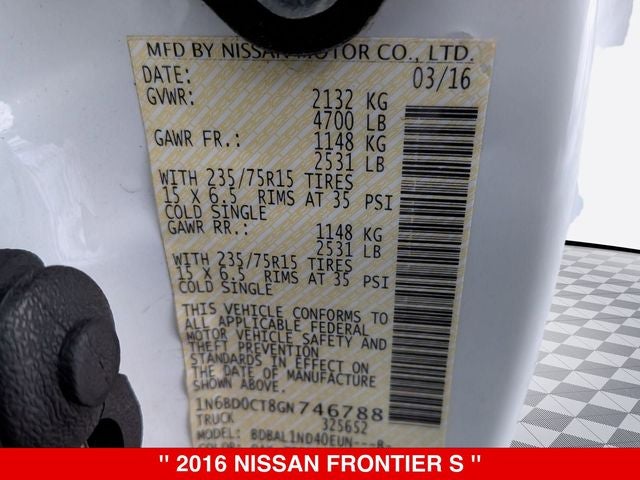 MFD BY NISSAN MOTOR CO., LTD.
DATE: 03/16
GVWR: 2132 KG
4700 LB
GAWR FR.: 1148 KG
2531 LB
WITH 235/75R15 TIRES
15 X 6.5 RIMS AT 35 PSI
COLD SINGLE
GAWR RR.: 1148 KG
2531 LB
WITH 235/75R15 TIRES
15 X 6.5 RIMS AT 35 PSI
COLD SINGLE
THIS VEHICLE CONFORMS TO
ALL APPLICABLE FEDERAL
MOTOR VEHICLE SAFETY AND
THEFT PREVENTION
STANDARDS IN EFFECT ON
THE DATE OF MANUFACTURE
SHOWN ABOVE.
1N6BD0CT8GN746788
TRUCK 325652
MODEL: BDBAL1ND40EUN---8-
" 2016 NISSAN FRONTIER S "